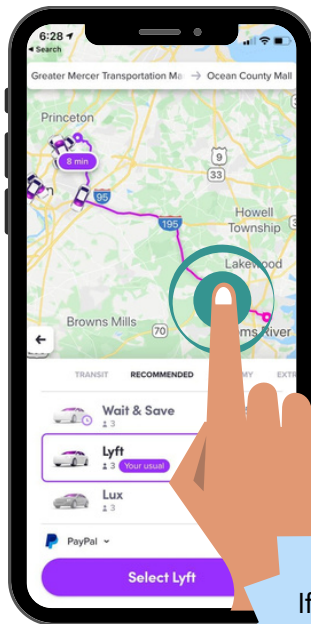 6:28
Search
Greater Mercer Transportation Ma → Ocean County Mall
Princeton
8 min
9
33
95
195
Howell
Township
Lakewood
Browns Mills
70
oms River
TRANSIT RECOMMENDED MY EXTR
Wait & Save
3
Lyft
3 Your usual
Lux
3
PayPal
Select Lyft
If